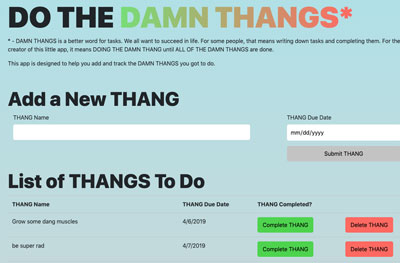 DO THE DAMN THANGS*
* - DAMN THANGS is a better word for tasks. We all want to succeed in life. For some people, that means writing down tasks and completing them. For the
creator of this little app, it means DOING THE DAMN THANG until ALL OF THE DAMN THANGS are done.
This app is designed to help you add and track the DAMN THANGS you got to do.
Add a New THANG
THANG Name THANG Due Date
mm/dd/yyyy
Submit THANG
List of THANGS To Do
THANG Name THANG Due Date THANG Completed?
Grow some dang muscles 4/6/2019 Complete THANG Delete THANG
be super rad 4/7/2019 Complete THANG Delete THANG